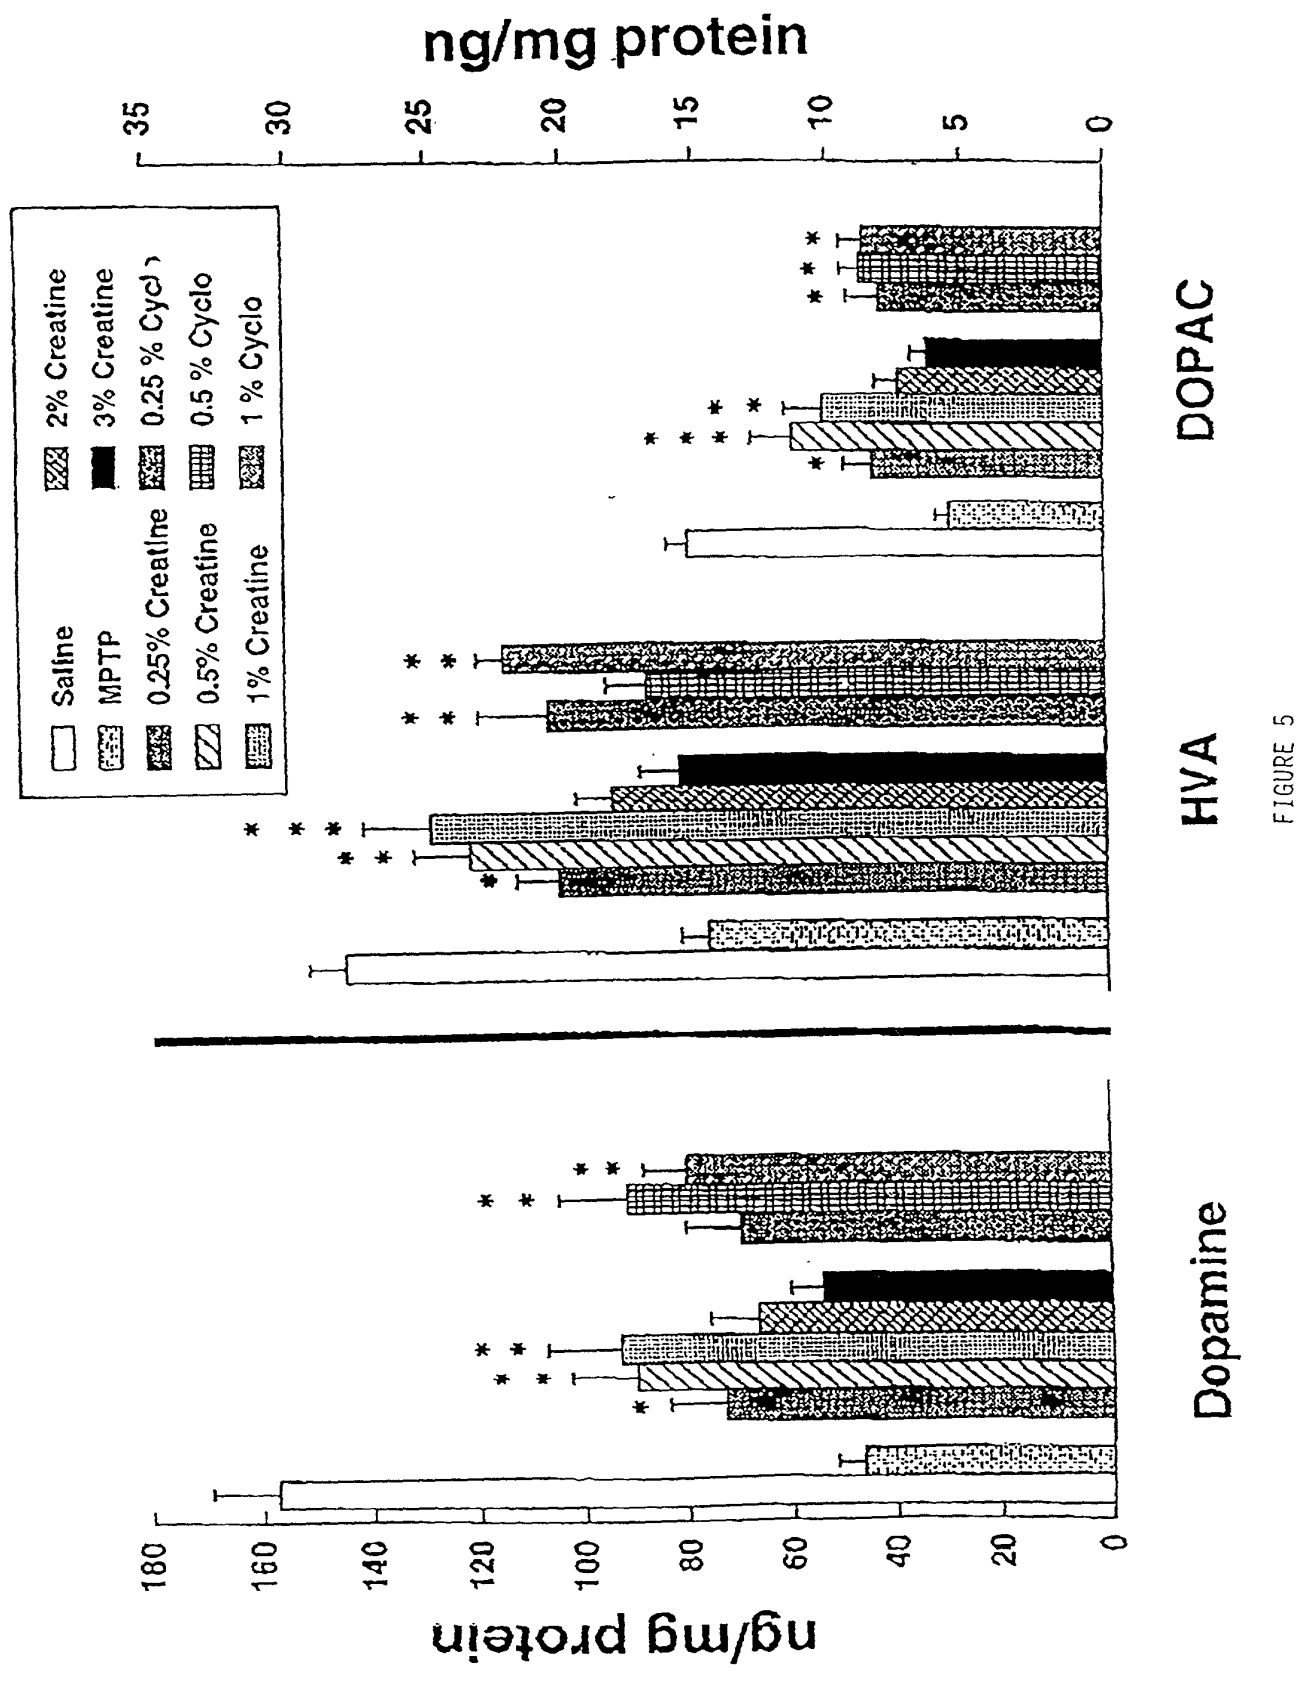 ng/mg protein
180
160
140
120
100
80
60
40
20
0
Saline
MPTP
0.25% Creatine
0.5% Creatine
1% Creatine
2% Creatine
3% Creatine
0.25 % Cyclo
0.5 % Cyclo
1 % Cyclo
*
* *
* *
* *
* *
*
* *
* * *
* *
* *
*
* * *
* *
*
*
*
35
30
25
20
15
10
5
0
ng/mg protein
Dopamine
HVA
DOPAC
FIGURE 5